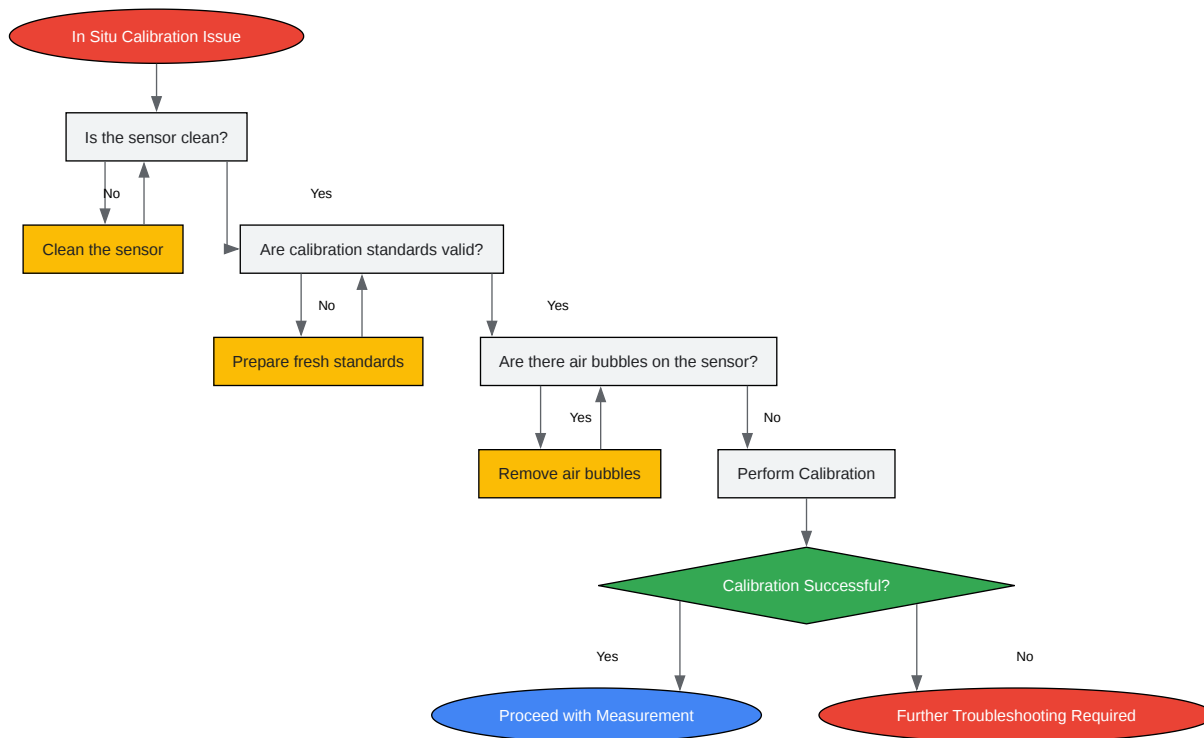 In Situ Calibration Issue
Is the sensor clean?
No
Yes
Clean the sensor
Are calibration standards valid?
No
Yes
Prepare fresh standards
Are there air bubbles on the sensor?
Yes
No
Remove air bubbles
Perform Calibration
Calibration Successful?
Yes
No
Proceed with Measurement
Further Troubleshooting Required